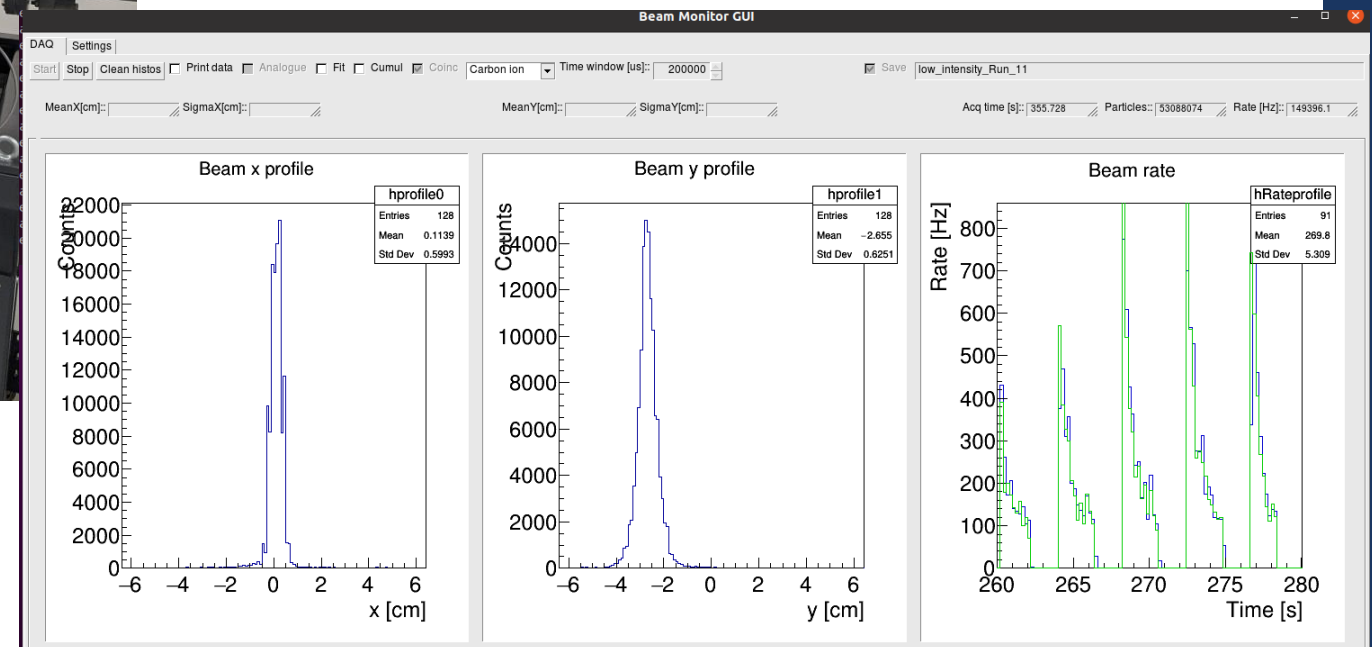 Beam Monitor GUI
DAQ Settings
Start Stop Clean histos Print data Analogue Fit Cumul Coinc Carbon ion Time window [us]:: 200000 Save low_intensity_Run_11
MeanX[cm]:: SigmaX[cm]:: MeanY[cm]:: SigmaY[cm]:: Acq time [s]:: 355.728 Particles:: 53088074 Rate [Hz]:: 149396.1
Beam x profile
hprofile0
Entries 128
Mean 0.1139
Std Dev 0.5993
Counts
22000
20000
18000
16000
14000
12000
10000
8000
6000
4000
2000
0
−6 −4 −2 0 2 4 6
x [cm]
Beam y profile
hprofile1
Entries 128
Mean −2.655
Std Dev 0.6251
Counts
14000
12000
10000
8000
6000
4000
2000
0
−6 −4 −2 0 2 4 6
y [cm]
Beam rate
hRateprofile
Entries 91
Mean 269.8
Std Dev 5.309
Rate [Hz]
800
700
600
500
400
300
200
100
0
260 265 270 275 280
Time [s]